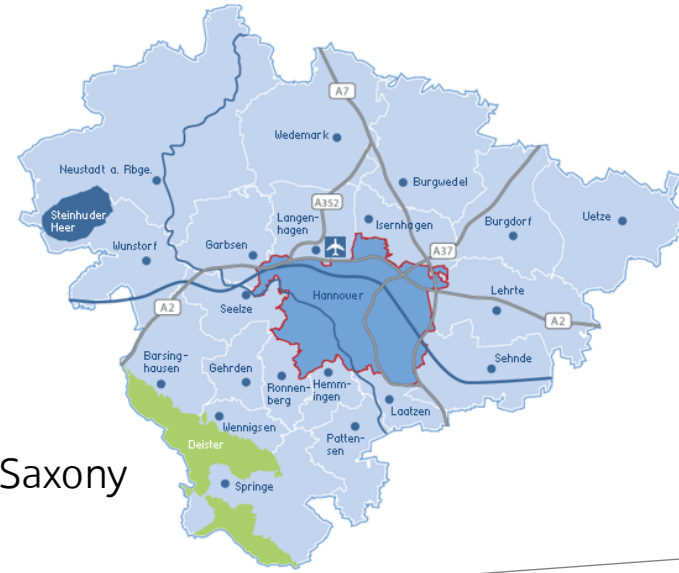 A7
Wedemark
Neustadt a. Rbge.
Burgwedel
Steinhuder
Meer
A352
Langen-
hagen
Isernhagen
Burgdorf
Uetze
Wunstorf
Garbsen
A37
Hannover
Lehrte
A2
Seelze
A2
Barsing-
hausen
Gehrden
Ronnen-
berg
Hemm-
ingen
Sehnde
Laatzen
Wennigsen
Deister
Patten-
sen
Saxony
Springe